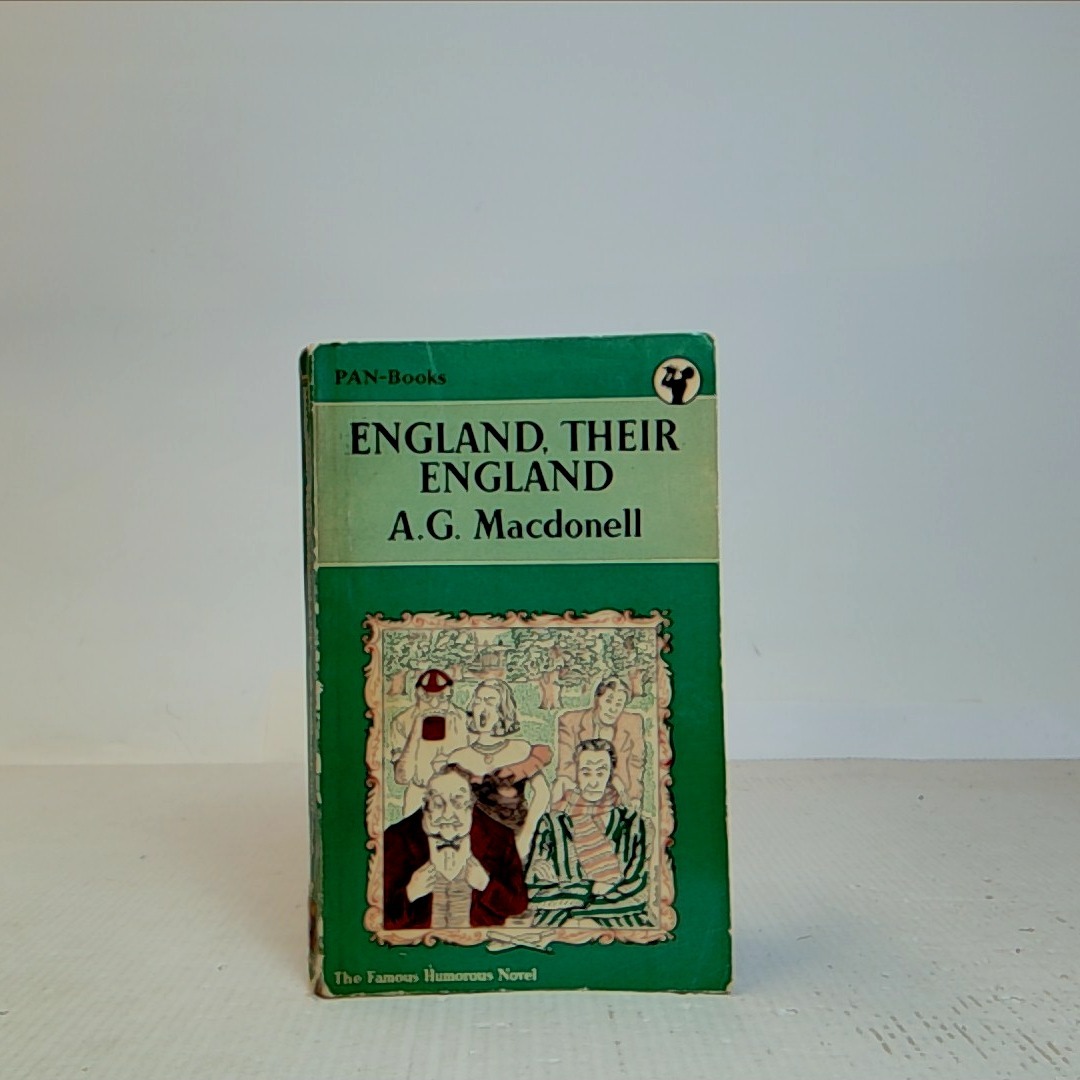 PAN-Books
ENGLAND, THEIR
ENGLAND
A.G. Macdonell
The Famous Humorous Novel